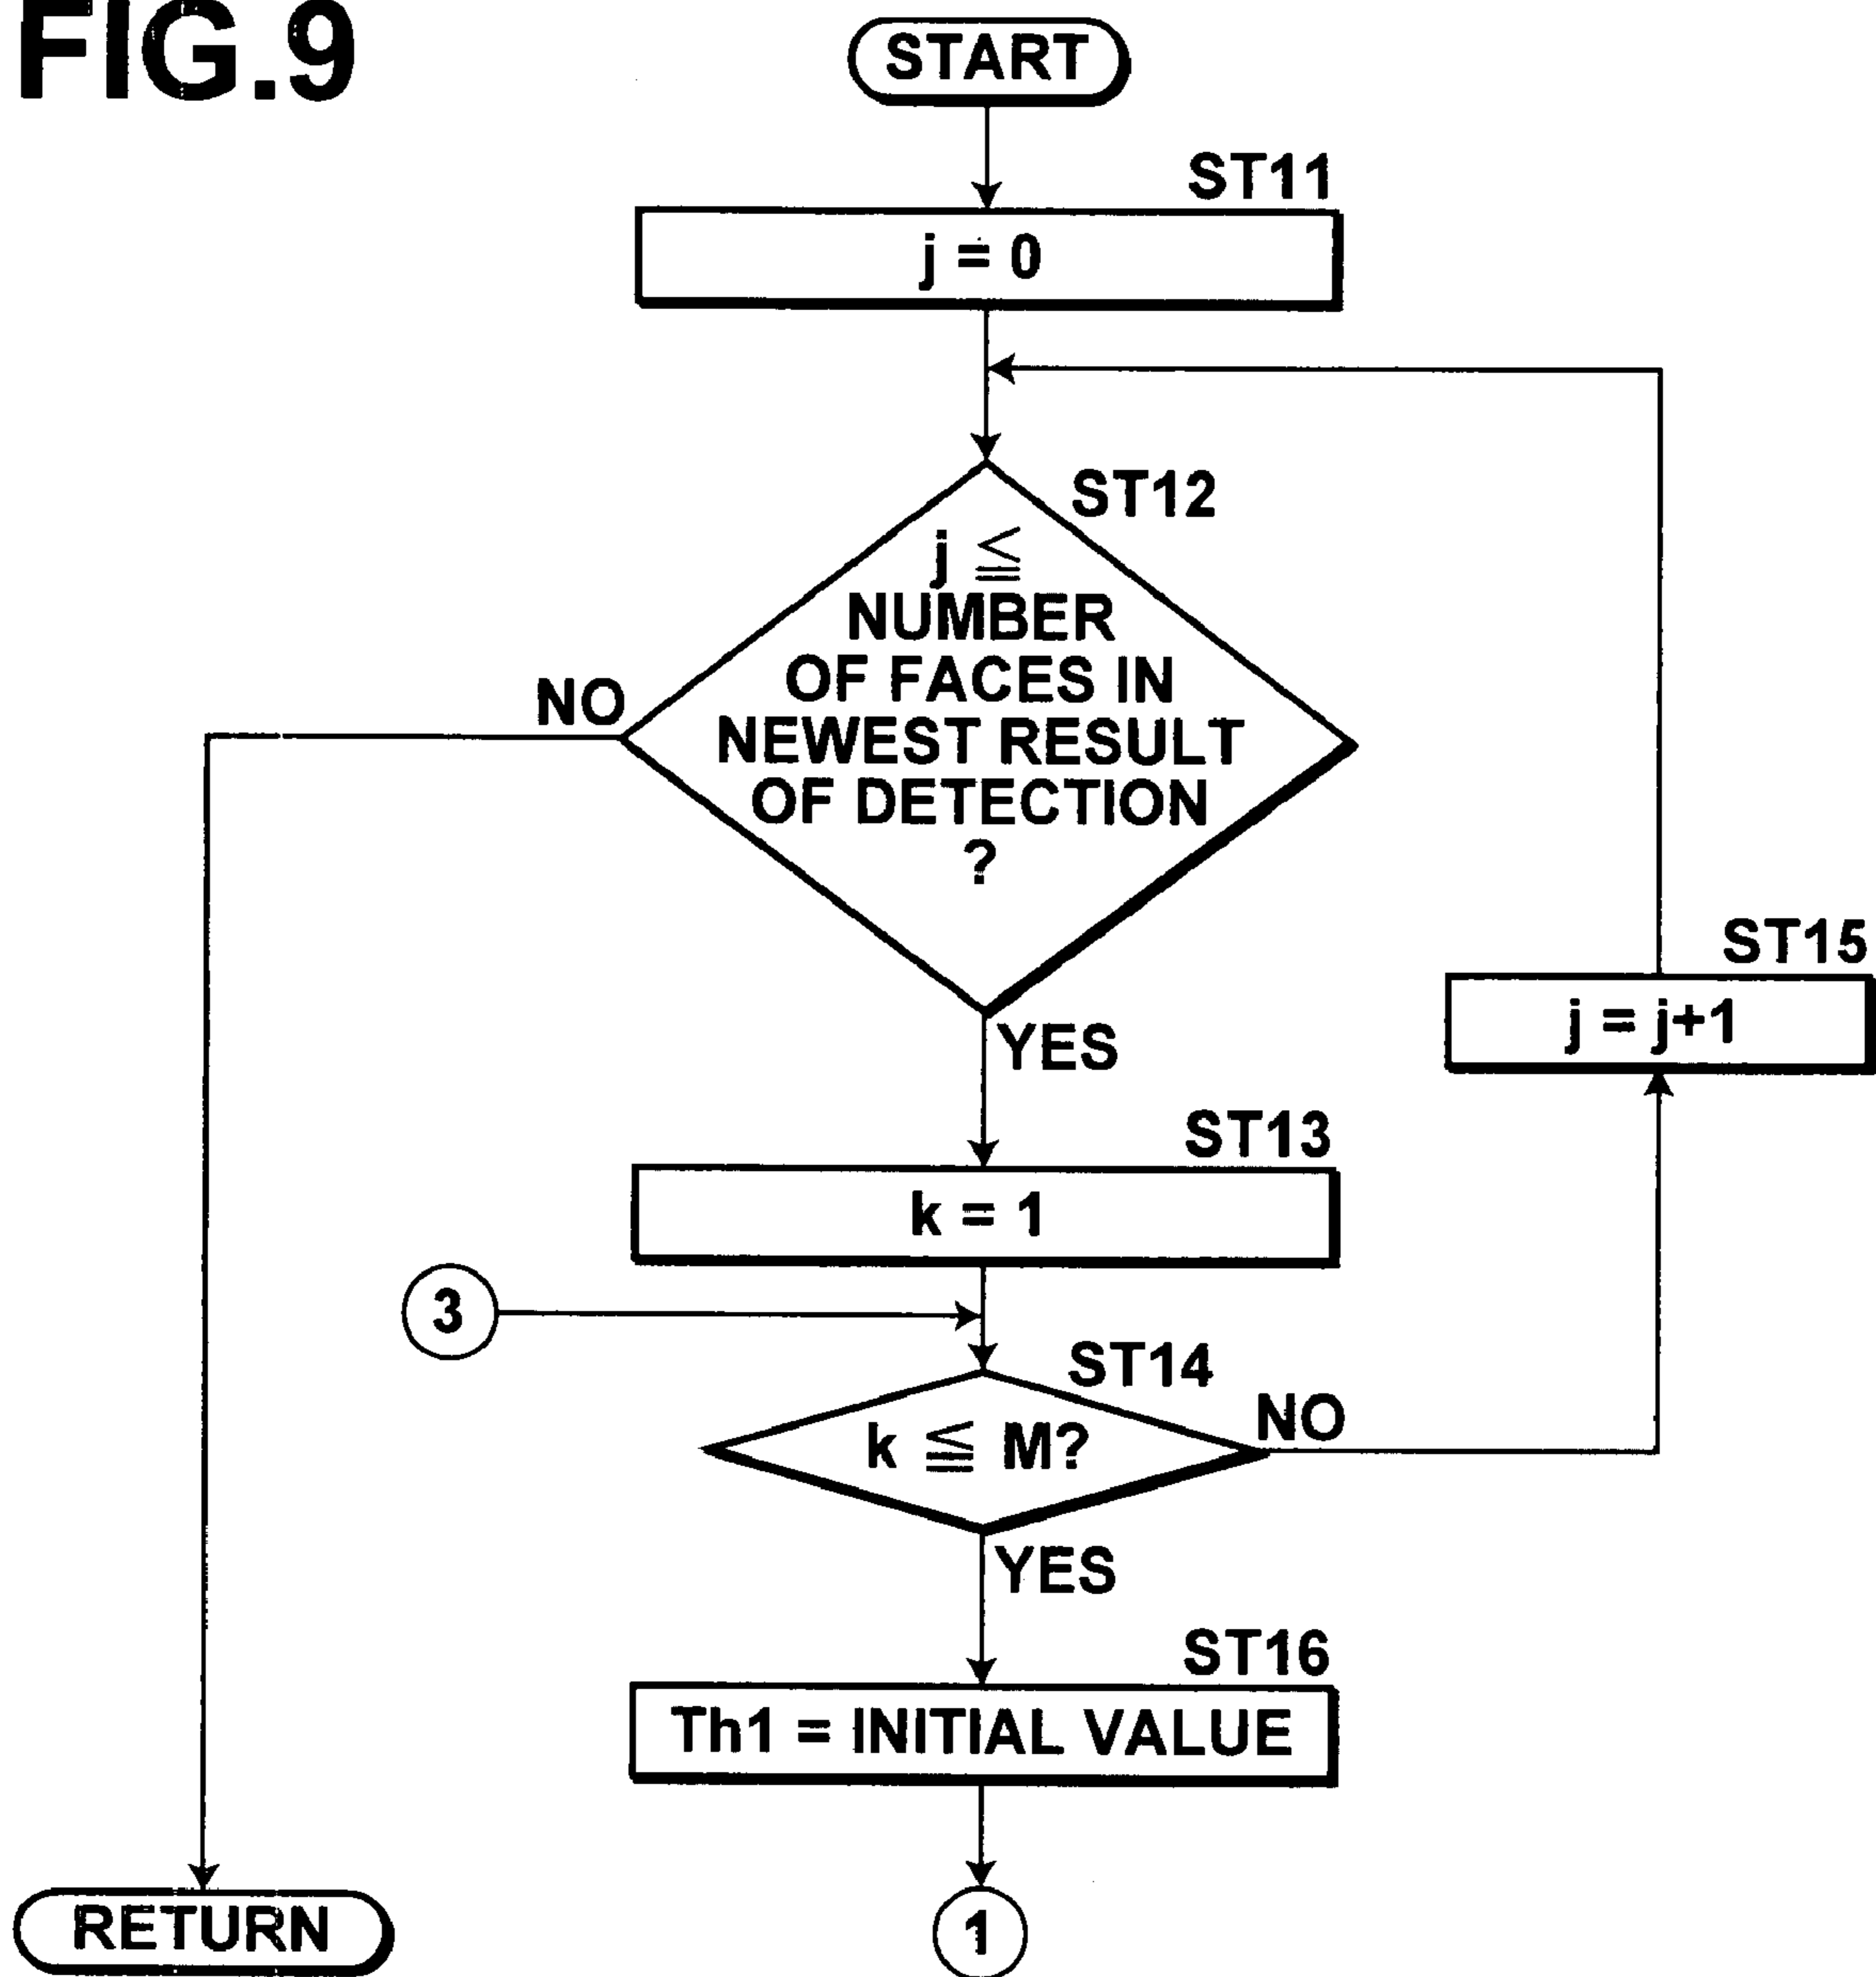 FIG.9
START
ST11
j = 0
ST12
j ≦
NUMBER
OF FACES IN
NEWEST RESULT
OF DETECTION
?
NO
YES
ST15
j = j+1
ST13
k = 1
3
ST14
k ≦ M?
NO
YES
ST16
Th1 = INITIAL VALUE
RETURN
1